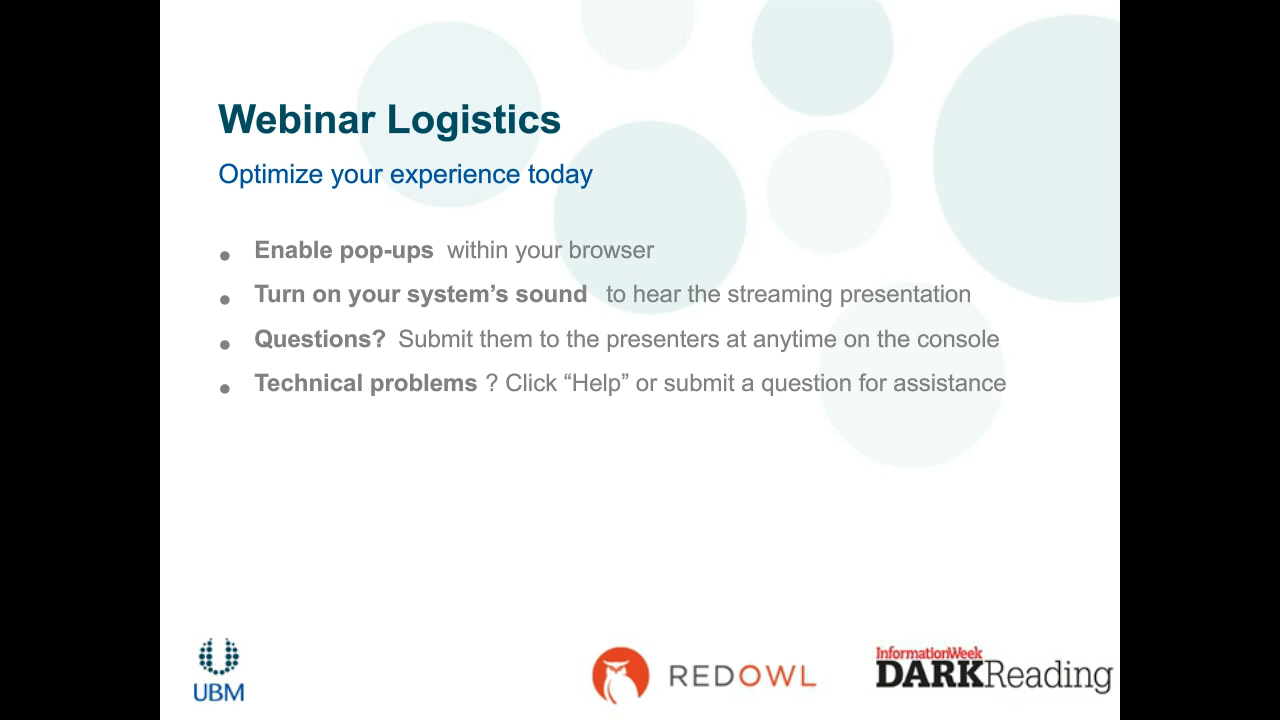 Webinar Logistics
Optimize your experience today
• Enable pop-ups within your browser
• Turn on your system’s sound to hear the streaming presentation
• Questions? Submit them to the presenters at anytime on the console
• Technical problems ? Click “Help” or submit a question for assistance
UBM
REDOWL
InformationWeek
DARKReading